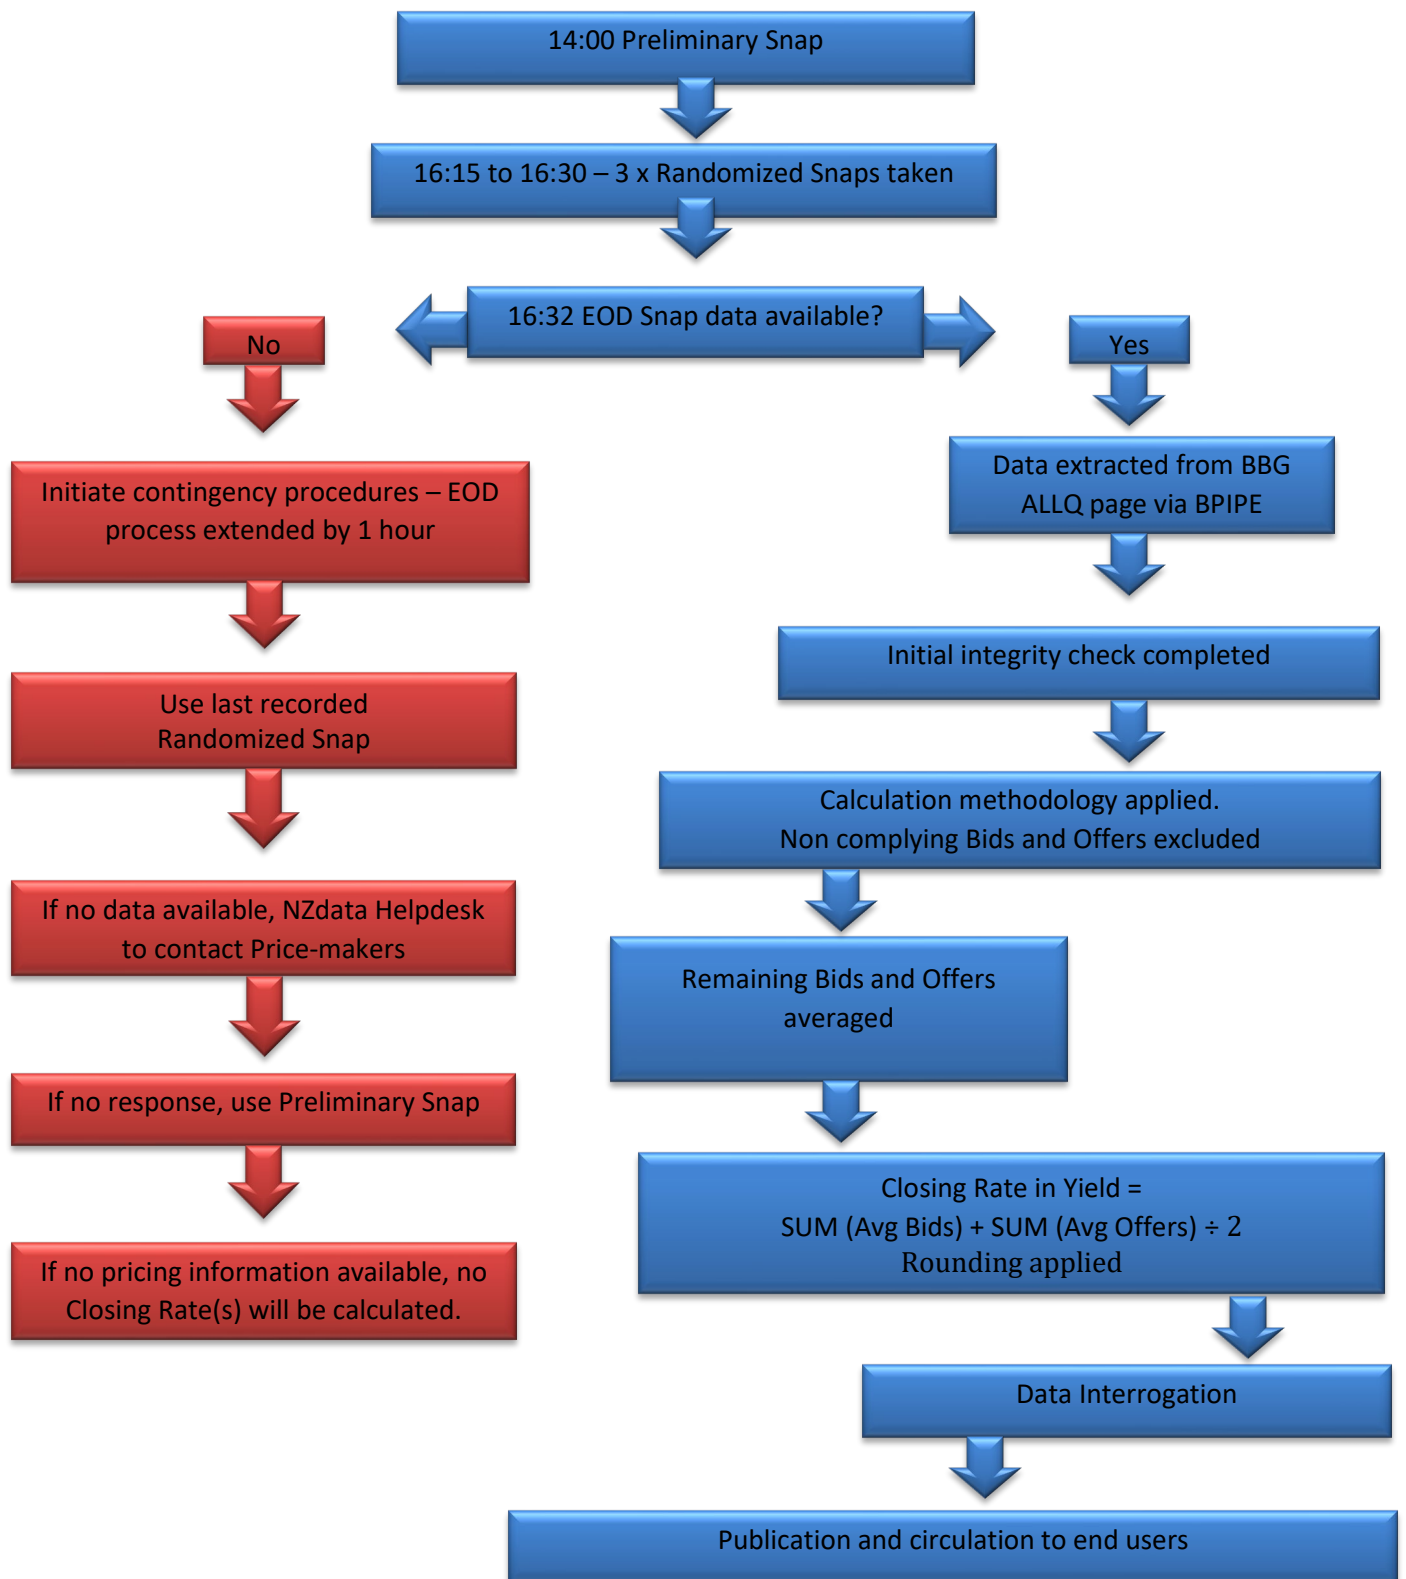 14:00 Preliminary Snap
16:15 to 16:30 – 3 x Randomized Snaps taken
16:32 EOD Snap data available?
No
Yes
Initiate contingency procedures – EOD
process extended by 1 hour
Use last recorded
Randomized Snap
If no data available, NZdata Helpdesk
to contact Price-makers
If no response, use Preliminary Snap
If no pricing information available, no
Closing Rate(s) will be calculated.
Data extracted from BBG
ALLQ page via BPIPE
Initial integrity check completed
Calculation methodology applied.
Non complying Bids and Offers excluded
Remaining Bids and Offers
averaged
Closing Rate in Yield =
SUM (Avg Bids) + SUM (Avg Offers) ÷ 2
Rounding applied
Data Interrogation
Publication and circulation to end users